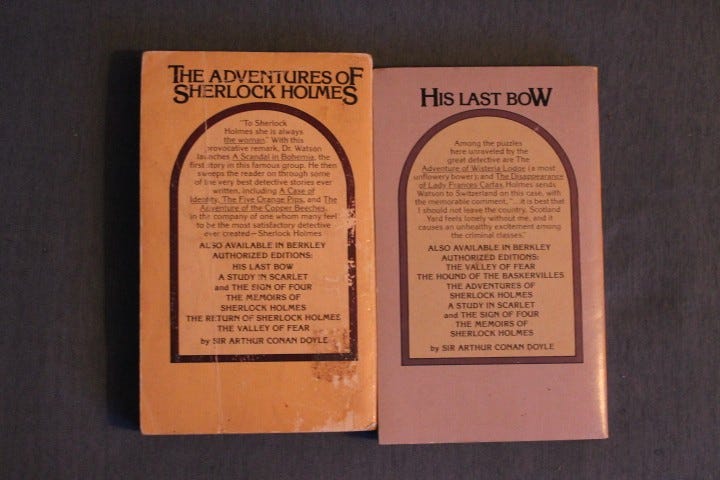 THE ADVENTURES OF
SHERLOCK HOLMES
"To Sherlock
Holmes she is always
the woman." With this
provocative remark, Dr. Watson
launches A Scandal in Bohemia, the
first story in this famous group. He then
sweeps the reader on through some
of the very best detective stories ever
written, including A Case of
Identity, The Five Orange Pips, and The
Adventure of the Copper Beeches,
in the company of one whom many feel
to be the most satisfactory detective
ever created—Sherlock Holmes
ALSO AVAILABLE IN BERKLEY
AUTHORIZED EDITIONS:
HIS LAST BOW
A STUDY IN SCARLET
and THE SIGN OF FOUR
THE MEMOIRS OF
SHERLOCK HOLMES
THE RETURN OF SHERLOCK HOLMES
THE VALLEY OF FEAR
by SIR ARTHUR CONAN DOYLE
HIS LAST BOW
Among the puzzles
here unraveled by the
great detective are The
Adventure of Wisteria Lodge (a most
unflowery bower); and The Disappearance
of Lady Frances Carfax. Holmes sends
Watson to Switzerland on this case, with
the memorable comment, "...it is best that
I should not leave the country. Scotland
Yard feels lonely without me, and it
causes an unhealthy excitement among
the criminal classes."
ALSO AVAILABLE IN BERKLEY
AUTHORIZED EDITIONS:
THE VALLEY OF FEAR
THE HOUND OF THE BASKERVILLES
THE ADVENTURES OF
SHERLOCK HOLMES
A STUDY IN SCARLET
and THE SIGN OF FOUR
THE MEMOIRS OF
SHERLOCK HOLMES
by SIR ARTHUR CONAN DOYLE